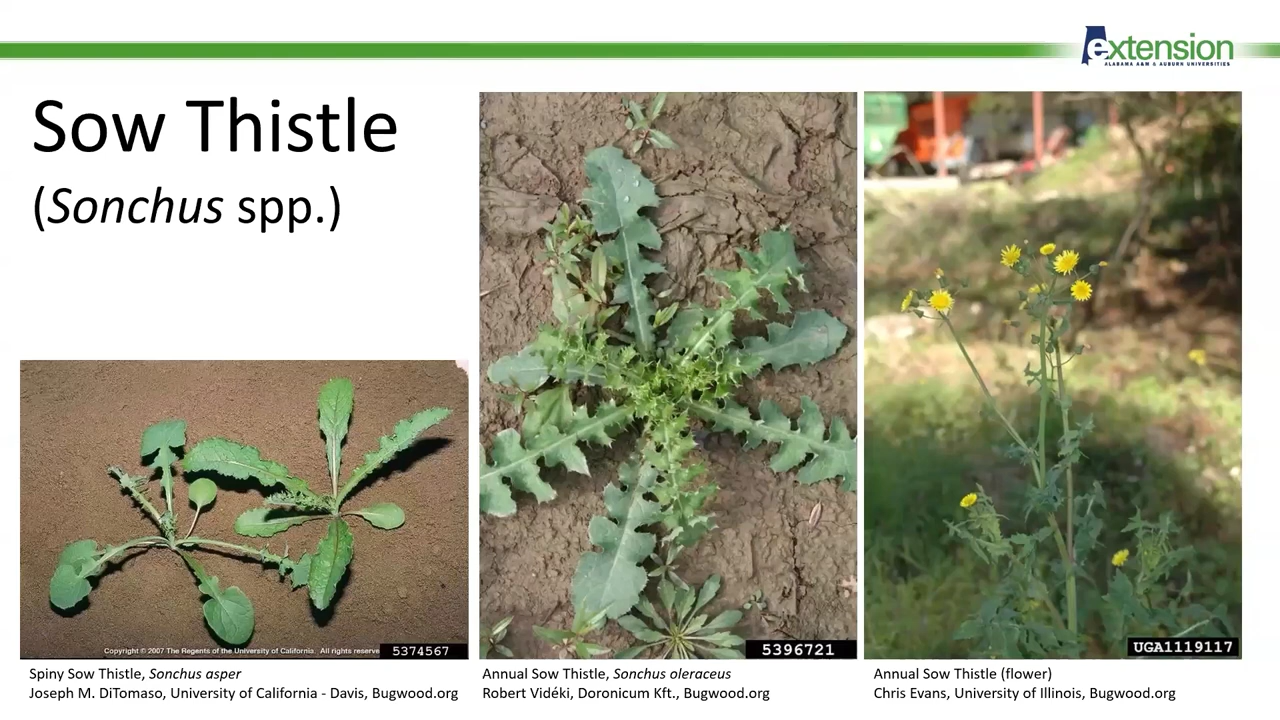 extension
ALABAMA A&M & AUBURN UNIVERSITIES
Sow Thistle
(Sonchus spp.)
Copyright © 2007 The Regents of the University of California. All rights reserve
5374567
5396721
UGA1119117
Spiny Sow Thistle, Sonchus asper
Joseph M. DiTomaso, University of California - Davis, Bugwood.org
Annual Sow Thistle, Sonchus oleraceus
Robert Vidéki, Doronicum Kft., Bugwood.org
Annual Sow Thistle (flower)
Chris Evans, University of Illinois, Bugwood.org